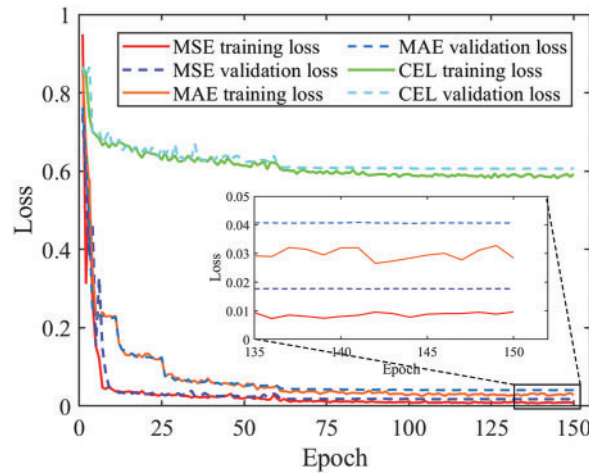 1
0.8
0.6
0.4
0.2
0
Loss
MSE training loss
MSE validation loss
MAE training loss
MAE validation loss
CEL training loss
CEL validation loss
0.05
0.04
0.03
0.02
0.01
0
Loss
135 140 145 150
Epoch
0 25 50 75 100 125 150
Epoch